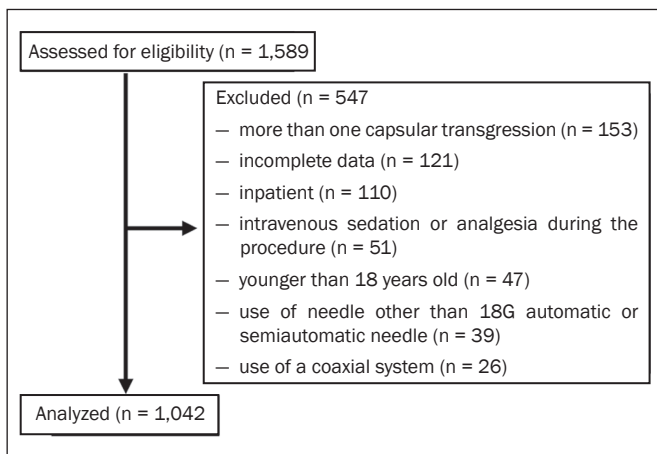 Assessed for eligibility (n = 1,589
Excluded (n = 547
— more than one capsular transgression (n = 153)
— incomplete data (n = 121)
— inpatient (n = 110)
— intravenous sedation or analgesia during the
procedure (n = 51)
— younger than 18 years old (n = 47)
— use of needle other than 18G automatic or
semiautomatic needle (n = 39)
— use of a coaxial system (n = 26)
Analyzed (n = 1,042